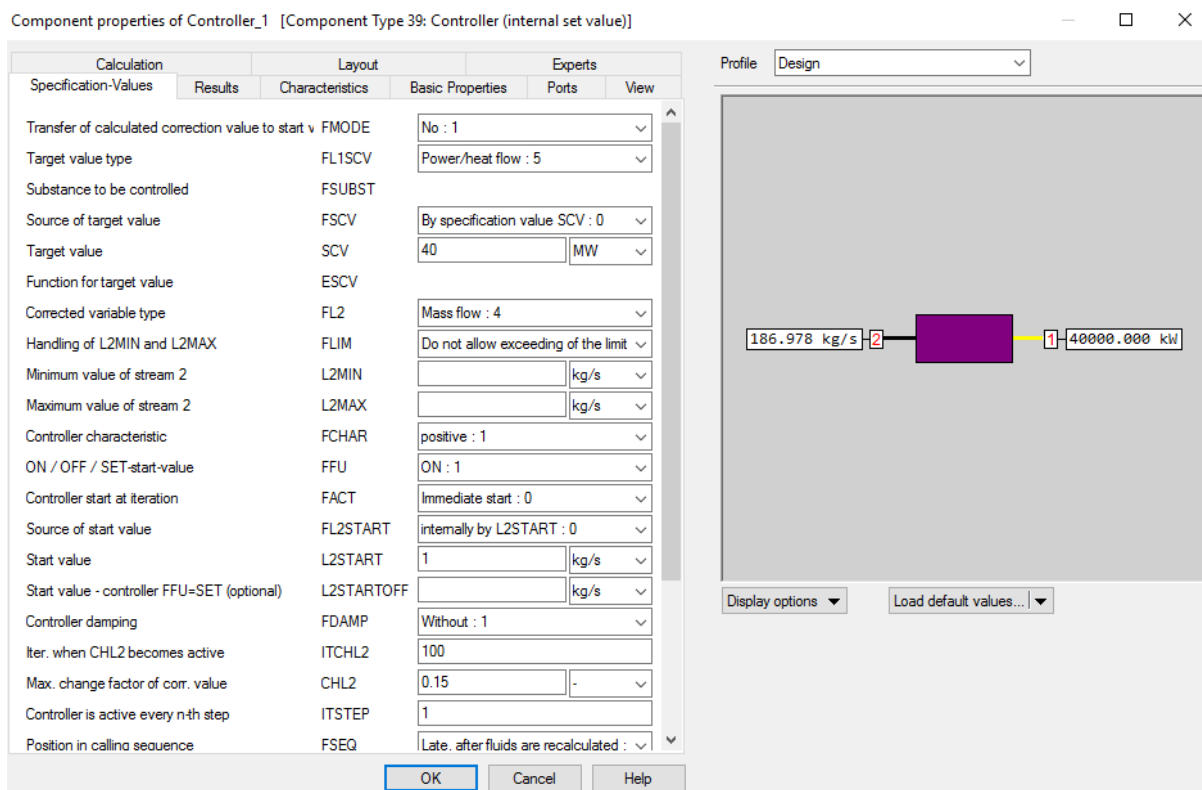 Component properties of Controller_1 [Component Type 39: Controller (internal set value)]
Calculation Layout Experts
Specification-Values Results Characteristics Basic Properties Ports View
Transfer of calculated correction value to start v FMODE No : 1
Target value type FL1SCV Power/heat flow : 5
Substance to be controlled FSUBST
Source of target value FSCV By specification value SCV : 0
Target value SCV 40 MW
Function for target value ESCV
Corrected variable type FL2 Mass flow : 4
Handling of L2MIN and L2MAX FLIM Do not allow exceeding of the limit
Minimum value of stream 2 L2MIN kg/s
Maximum value of stream 2 L2MAX kg/s
Controller characteristic FCHAR positive : 1
ON / OFF / SET-start-value FFU ON : 1
Controller start at iteration FACT Immediate start : 0
Source of start value FL2START internally by L2START : 0
Start value L2START 1 kg/s
Start value - controller FFU=SET (optional) L2STARTOFF kg/s
Controller damping FDAMP Without : 1
Iter. when CHL2 becomes active ITCHL2 100
Max. change factor of corr. value CHL2 0.15 -
Controller is active every n-th step ITSTEP 1
Position in calling sequence FSEQ Late, after fluids are recalculated :
OK Cancel Help
Profile Design
186.978 kg/s 2 1 40000.000 kW
Display options Load default values...